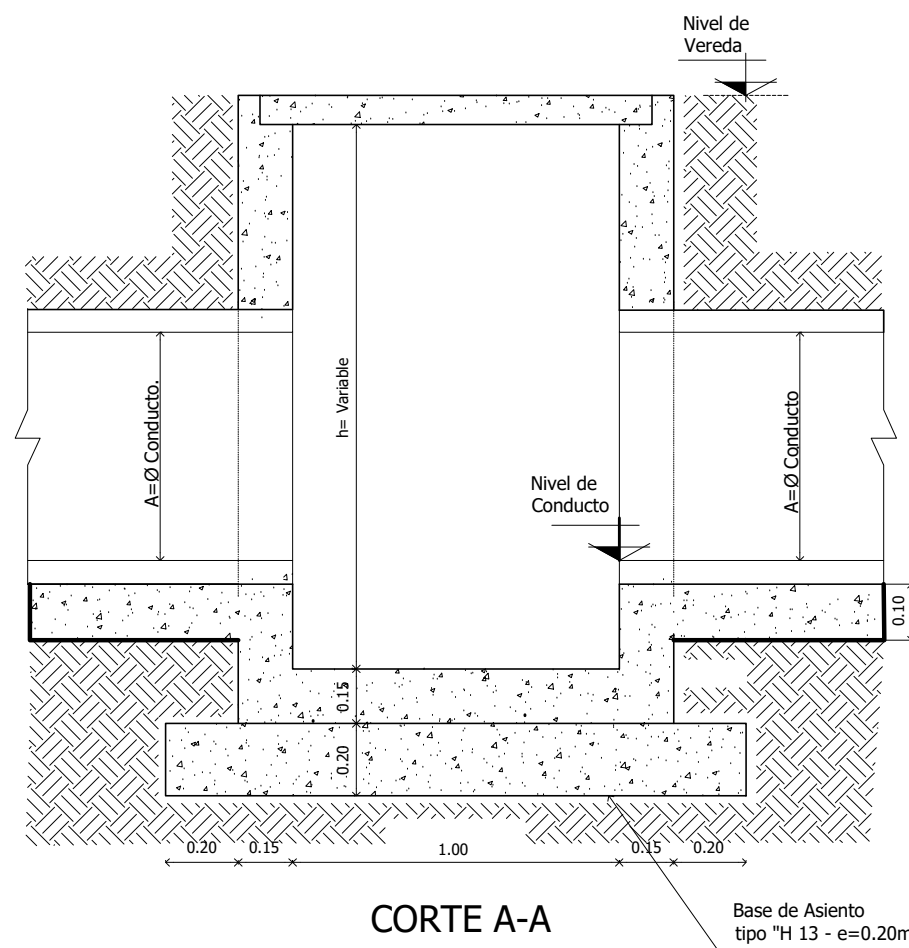 Nivel de
Vereda
A=Ø Conducto.
h= Variable
A=Ø Conducto
Nivel de
Conducto
0.10
0.15
0.20
0.20
0.15
1.00
0.15
0.20
CORTE A-A
Base de Asiento
tipo "H 13 - e=0.20m